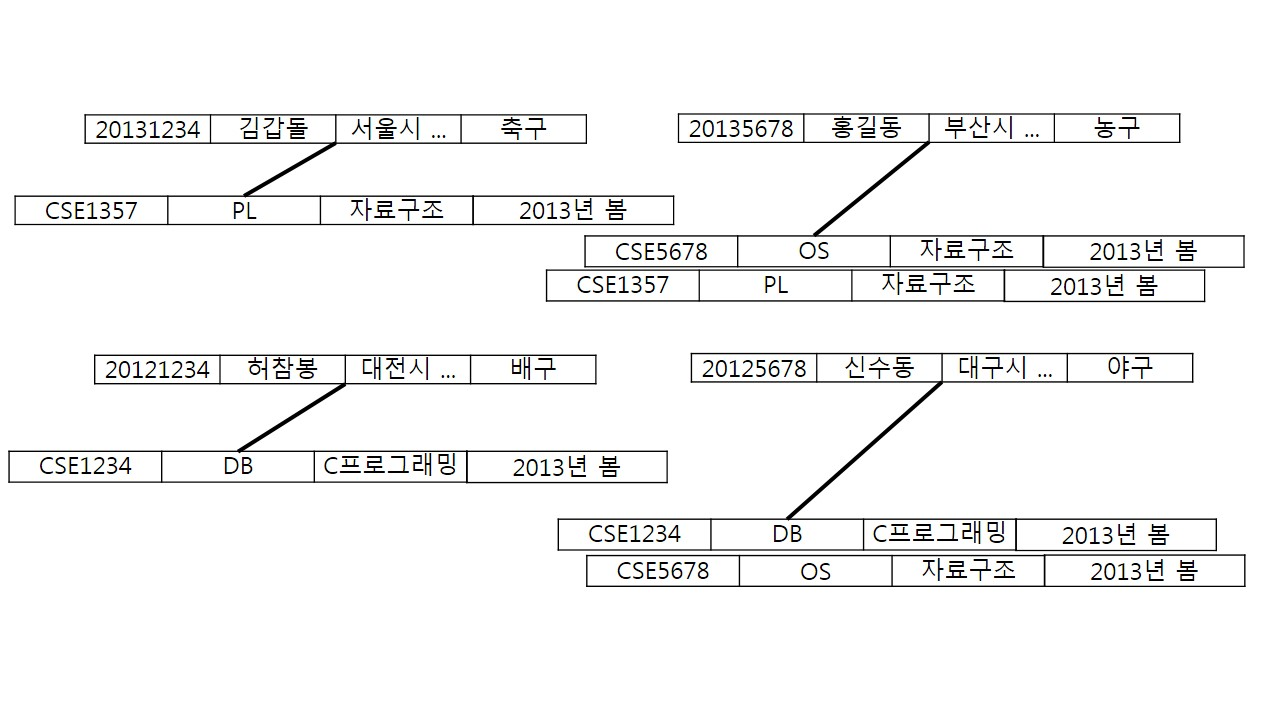 20131234 김갑돌 서울시 ... 축구
CSE1357 PL 자료구조 2013년 봄
20135678 홍길동 부산시 ... 농구
CSE5678 OS 자료구조 2013년 봄
CSE1357 PL 자료구조 2013년 봄
20121234 허참봉 대전시 ... 배구
CSE1234 DB C프로그래밍 2013년 봄
20125678 신수동 대구시 ... 야구
CSE1234 DB C프로그래밍 2013년 봄
CSE5678 OS 자료구조 2013년 봄